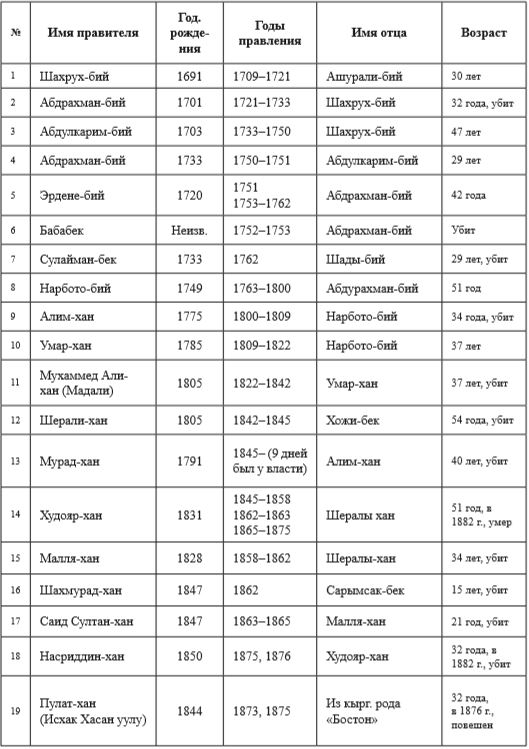 № Имя правителя Год. рожде- ния Годы правления Имя отца Возраст
1 Шахрух-бий 1691 1709–1721 Ашурали-бий 30 лет
2 Абдрахман-бий 1701 1721–1733 Шахрух-бий 32 года, убит
3 Абдулкарим-бий 1703 1733–1750 Шахрух-бий 47 лет
4 Абдрахман-бий 1733 1750–1751 Абдулкарим-бий 29 лет
5 Эрдене-бий 1720 1751 1753–1762 Абдрахман-бий 42 года
6 Бабабек Неизв. 1752–1753 Абдрахман-бий Убит
7 Сулайман-бек 1733 1762 Шады-бий 29 лет, убит
8 Нарбото-бий 1749 1763–1800 Абдурахман-бий 51 год
9 Алим-хан 1775 1800–1809 Нарбото-бий 34 года, убит
10 Умар-хан 1785 1809–1822 Нарбото-бий 37 лет
11 Мухаммед Али- хан (Мадали) 1805 1822–1842 Умар-хан 37 лет, убит
12 Шерали-хан 1805 1842–1845 Хожи-бек 54 года, убит
13 Мурад-хан 1791 1845– (9 дней был у власти) Алим-хан 40 лет, убит
14 Худояр-хан 1831 1845–1858 1862–1863 1865–1875 Шералы хан 51 год, в 1882 г., умер
15 Малля-хан 1828 1858–1862 Шералы-хан 34 лет, убит
16 Шахмурад-хан 1847 1862 Сарымсак-бек 15 лет, убит
17 Саид Султан-хан 1847 1863–1865 Малля-хан 21 год, убит
18 Насриддин-хан 1850 1875, 1876 Худояр-хан 32 года, в 1882 г., убит
19 Пулат-хан (Исхак Хасан уулу) 1844 1873, 1875 Из кырг. рода «Бостон» 32 года, в 1876 г., повешен